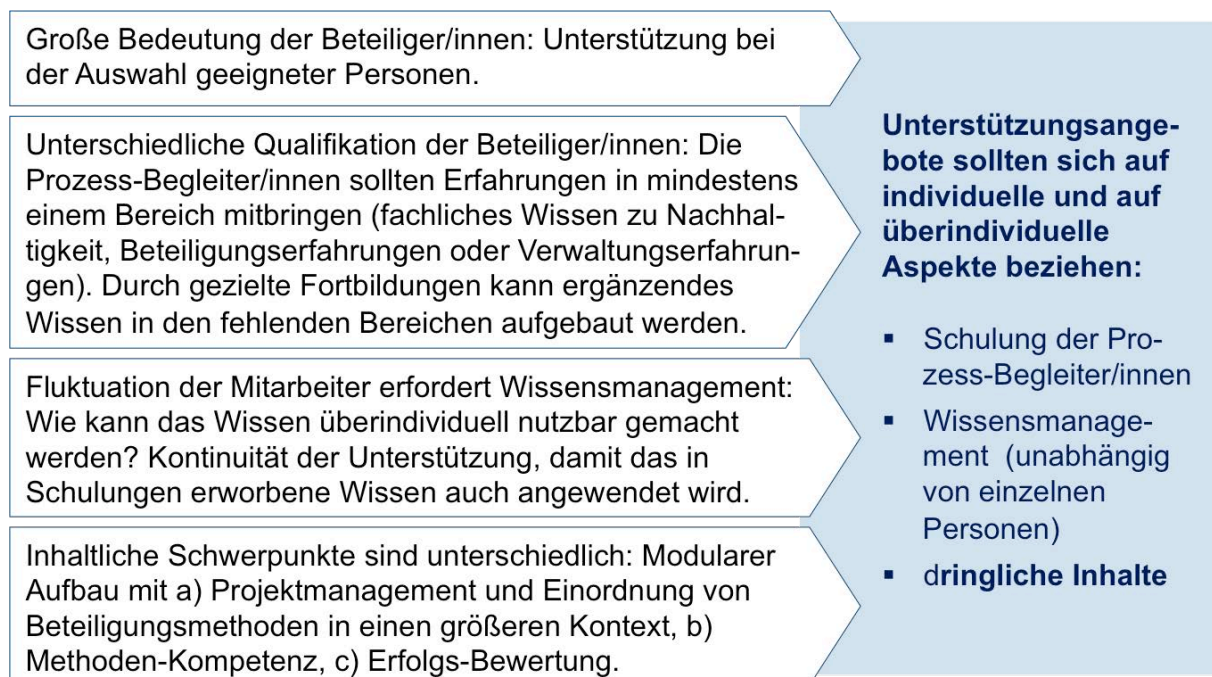 Große Bedeutung der Beteiliger/innen: Unterstützung bei
der Auswahl geeigneter Personen.
Unterschiedliche Qualifikation der Beteiliger/innen: Die
Prozess-Begleiter/innen sollten Erfahrungen in mindestens
einem Bereich mitbringen (fachliches Wissen zu Nachhal-
tigkeit, Beteiligungserfahrungen oder Verwaltungserfahrun-
gen). Durch gezielte Fortbildungen kann ergänzendes
Wissen in den fehlenden Bereichen aufgebaut werden.
Fluktuation der Mitarbeiter erfordert Wissensmanagement:
Wie kann das Wissen überindividuell nutzbar gemacht
werden? Kontinuität der Unterstützung, damit das in
Schulungen erworbene Wissen auch angewendet wird.
Inhaltliche Schwerpunkte sind unterschiedlich: Modularer
Aufbau mit a) Projektmanagement und Einordnung von
Beteiligungsmethoden in einen größeren Kontext, b)
Methoden-Kompetenz, c) Erfolgs-Bewertung.
Unterstützungsange-
bote sollten sich auf
individuelle und auf
überindividuelle
Aspekte beziehen:
▪ Schulung der Pro-
zess-Begleiter/innen
▪ Wissensmanage-
ment (unabhängig
von einzelnen
Personen)
▪ dringliche Inhalte